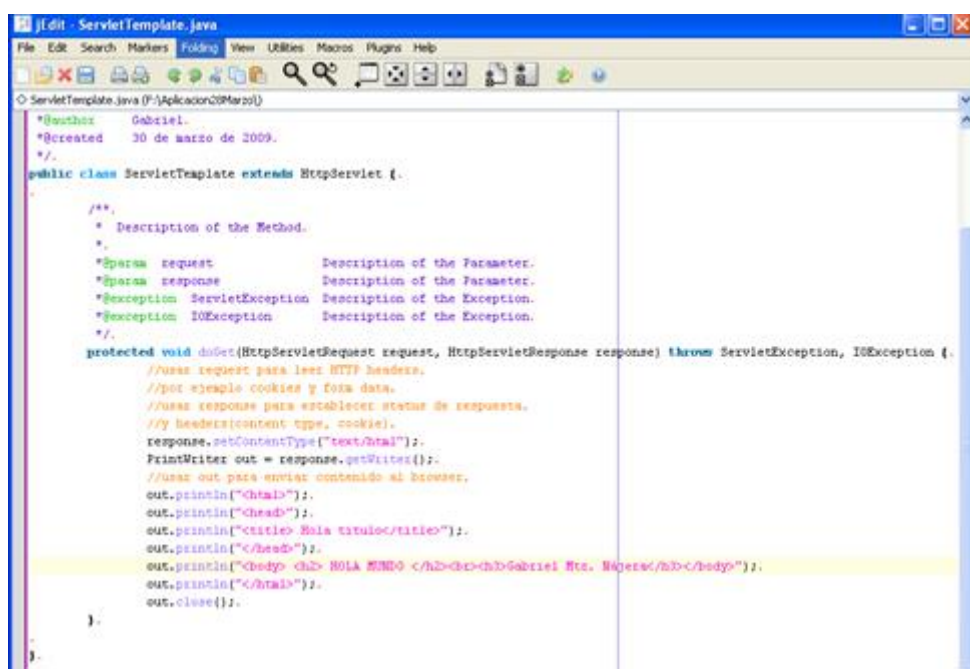 jEdit - ServletTemplate.java
File Edit Search Markers Folding View Utilities Macros Plugins Help
ServletTemplate.java (F:\Aplicacion28Marzo\)
*@author Gabriel.
*@created 30 de marzo de 2009.
*/.
public class ServletTemplate extends HttpServlet {.
.
/**.
* Description of the Method.
*.
*@param request Description of the Parameter.
*@param response Description of the Parameter.
*@exception ServletException Description of the Exception.
*@exception IOException Description of the Exception.
*/.
protected void doGet(HttpServletRequest request, HttpServletResponse response) throws ServletException, IOException {.
//usar request para leer HTTP headers.
//por ejemplo cookies y form data.
//usar response para establecer status de respuesta.
//y headers(content type, cookie).
response.setContentType("text/html");.
PrintWriter out = response.getWriter();.
//usar out para enviar contenido al browser.
out.println("<html>");.
out.println("<head>");.
out.println("<title> Hola titulo</title>");.
out.println("</head>");.
out.println("<body> <h2> HOLA MUNDO </h2><br><h3>Gabriel Mtz. Nájera</h3></body>");.
out.println("</html>");.
out.close();.
}.
.
}.